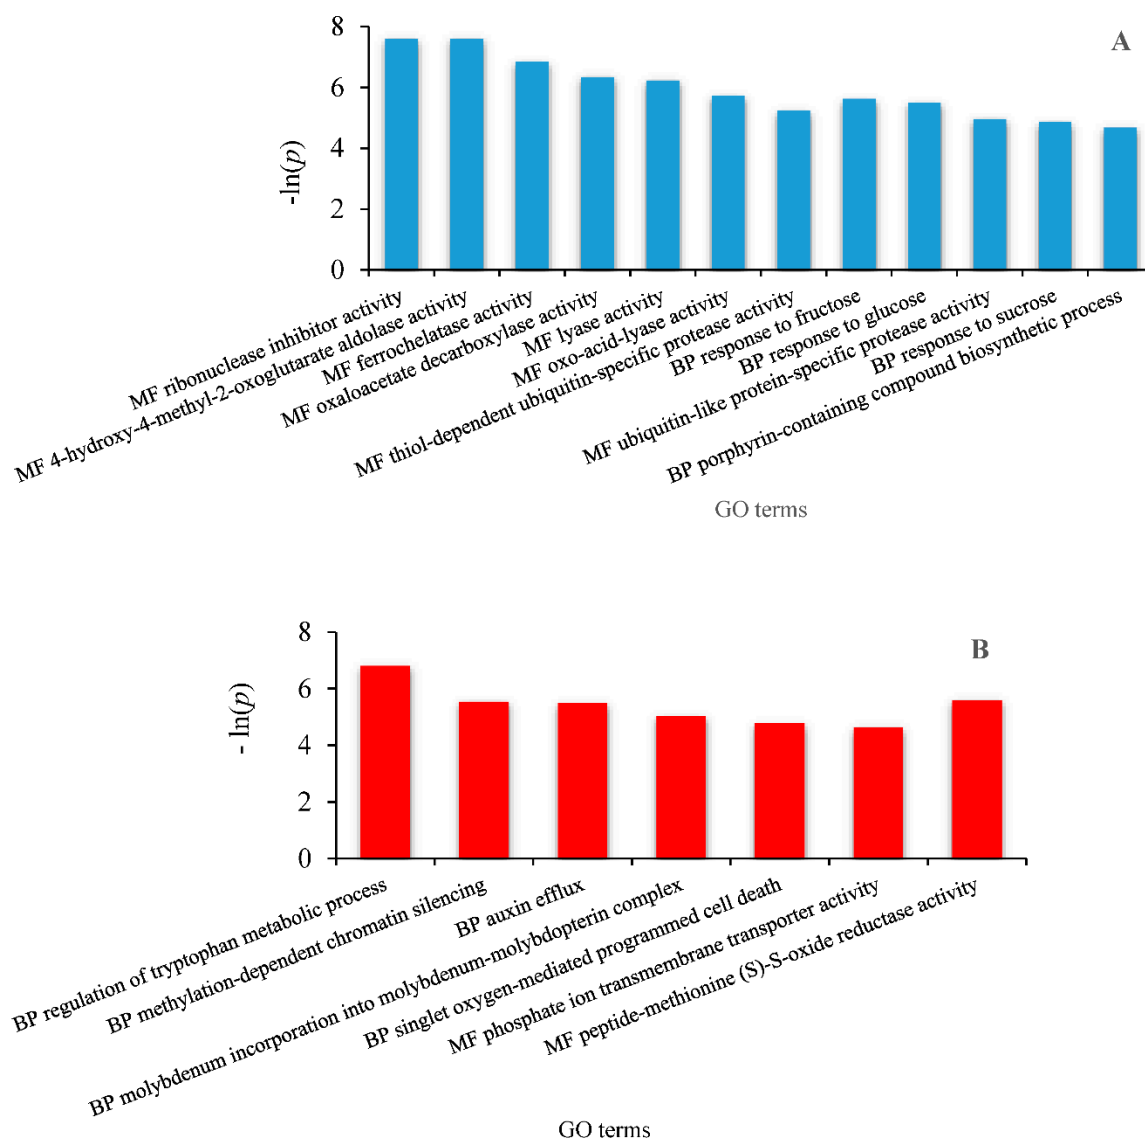 A
-ln(p)
8
6
4
2
0
MF ribonuclease inhibitor activity
MF 4-hydroxy-4-methyl-2-oxoglutarate aldolase activity
MF ferrochelatase activity
MF oxaloacetate decarboxylase activity
MF lyase activity
MF oxo-acid-lyase activity
MF thiol-dependent ubiquitin-specific protease activity
BP response to fructose
BP response to glucose
MF ubiquitin-like protein-specific protease activity
BP response to sucrose
BP porphyrin-containing compound biosynthetic process
GO terms
B
- ln(p)
8
6
4
2
0
BP regulation of tryptophan metabolic process
BP methylation-dependent chromatin silencing
BP auxin efflux
BP molybdenum incorporation into molybdenum-molybdopterin complex
BP singlet oxygen-mediated programmed cell death
MF phosphate ion transmembrane transporter activity
MF peptide-methionine (S)-S-oxide reductase activity
GO terms